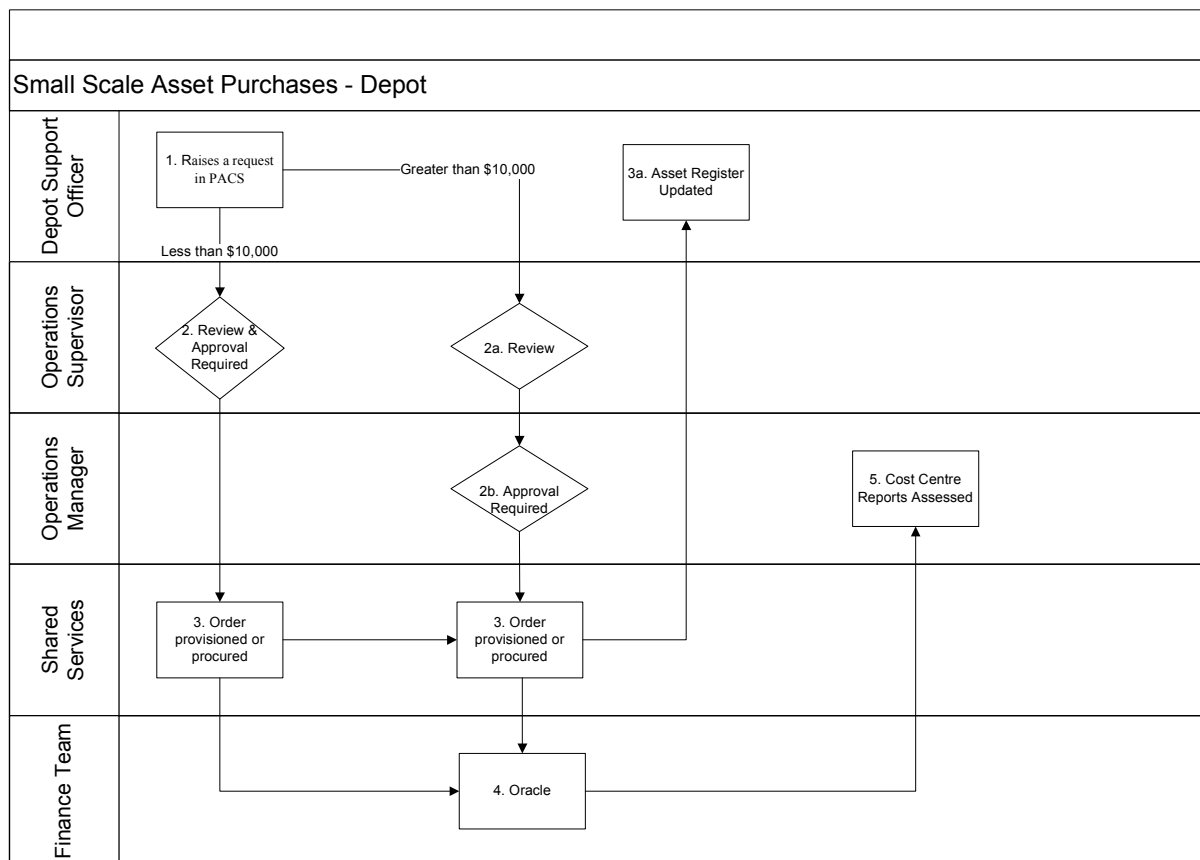 Small Scale Asset Purchases - Depot
Depot Support
Officer
1. Raises a request
in PACS
Greater than $10,000
3a. Asset Register
Updated
Less than $10,000
Operations
Supervisor
2. Review &
Approval
Required
2a. Review
Operations
Manager
2b. Approval
Required
5. Cost Centre
Reports Assessed
Shared
Services
3. Order
provisioned or
procured
3. Order
provisioned or
procured
Finance Team
4. Oracle